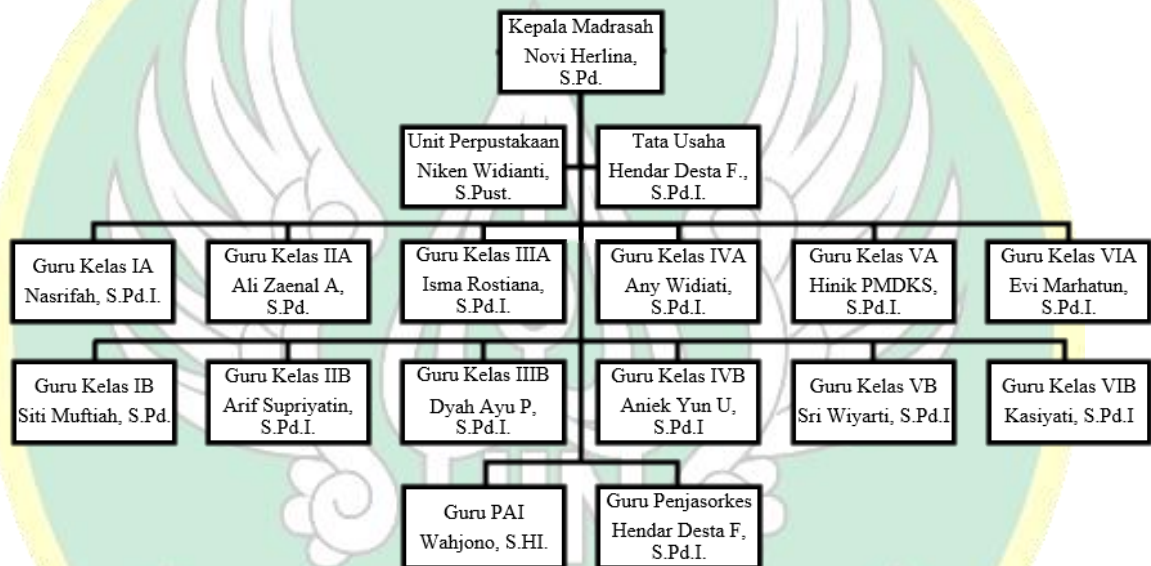 Kepala Madrasah
Novi Herlina,
S.Pd.
Unit Perpustakaan
Niken Widianti,
S.Pust.
Tata Usaha
Hendar Desta F.,
S.Pd.I.
Guru Kelas IA
Nasrifah, S.Pd.I.
Guru Kelas IIA
Ali Zaenal A,
S.Pd.
Guru Kelas IIIA
Isma Rostiana,
S.Pd.I.
Guru Kelas IVA
Any Widiati,
S.Pd.I.
Guru Kelas VA
Hinik PMDKS,
S.Pd.I.
Guru Kelas VIA
Evi Marhatun,
S.Pd.I.
Guru Kelas IB
Siti Muftiah, S.Pd.
Guru Kelas IIB
Arif Supriyatin,
S.Pd.I.
Guru Kelas IIIB
Dyah Ayu P,
S.Pd.I.
Guru Kelas IVB
Aniek Yun U,
S.Pd.I
Guru Kelas VB
Sri Wiyarti, S.Pd.I
Guru Kelas VIB
Kasiyati, S.Pd.I
Guru PAI
Wahjono, S.HI.
Guru Penjasorkes
Hendar Desta F,
S.Pd.I.